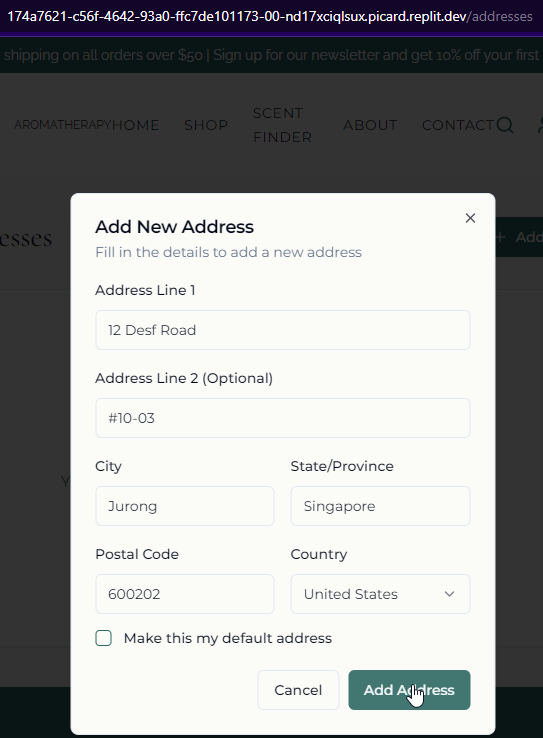 174a7621-c56f-4642-93a0-ffc7de101173-00-nd17xciqlsux.picard.replit.dev/addresses
shipping on all orders over $50 | Sign up for our newsletter and get 10% off your first
AROMATHERAPY HOME SHOP SCENT FINDER ABOUT CONTACT
esses
+ Add
Add New Address
Fill in the details to add a new address
Address Line 1
12 Desf Road
Address Line 2 (Optional)
#10-03
City State/Province
Jurong Singapore
Y
Postal Code Country
600202 United States
Make this my default address
Cancel Add Address